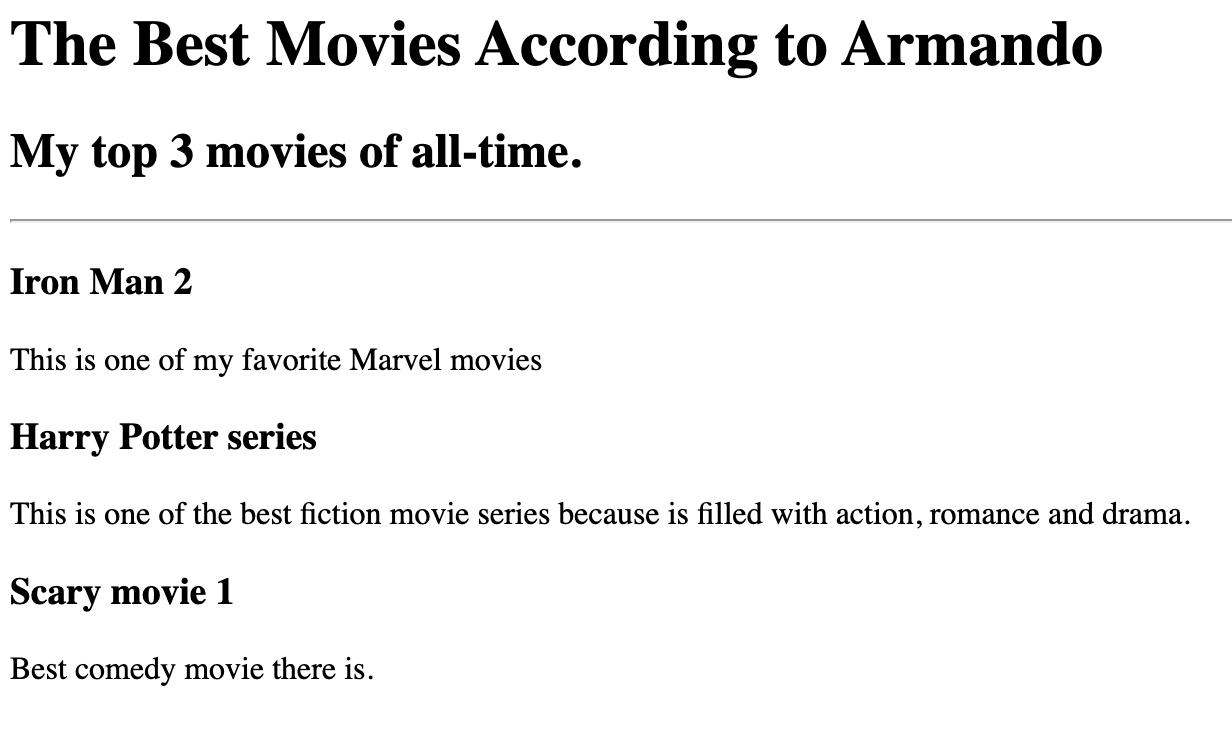 The Best Movies According to Armando
My top 3 movies of all-time.
Iron Man 2
This is one of my favorite Marvel movies
Harry Potter series
This is one of the best fiction movie series because is filled with action, romance and drama.
Scary movie 1
Best comedy movie there is.